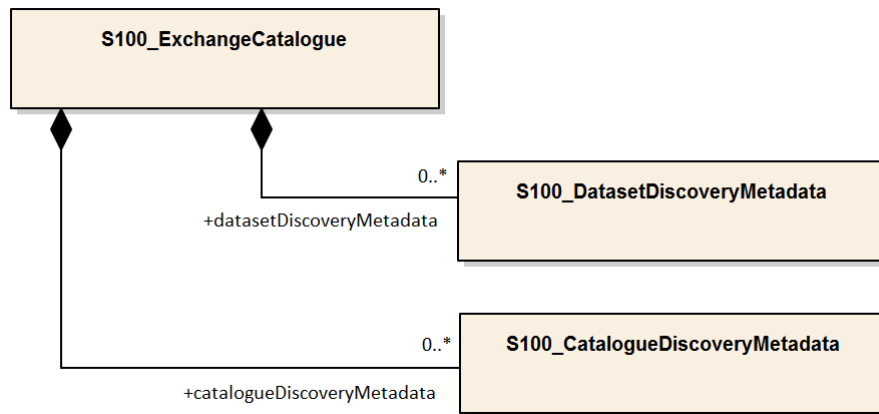 S100_ExchangeCatalogue
0..*
S100_DatasetDiscoveryMetadata
+datasetDiscoveryMetadata
0..*
S100_CatalogueDiscoveryMetadata
+catalogueDiscoveryMetadata